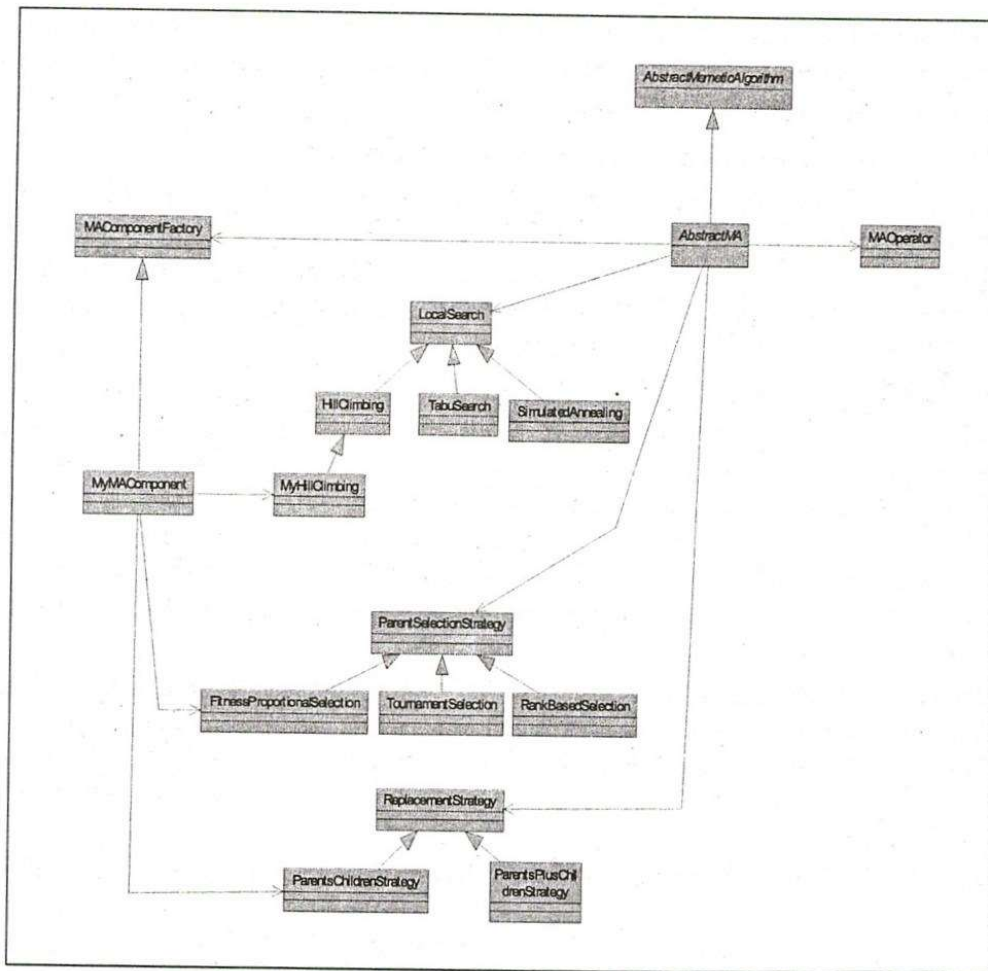 AbstractMemeticAlgorithm
MAComponentFactory
AbstractMA
MAOperator
LocalSearch
HillClimbing
TabuSearch
SimulatedAnnealing
MyMAComponent
MyHillClimbing
ParentSelectionStrategy
FitnessProportionalSelection
TournamentSelection
RankBasedSelection
ReplacementStrategy
ParentsChildrenStrategy
ParentsPlusChil
drenStrategy